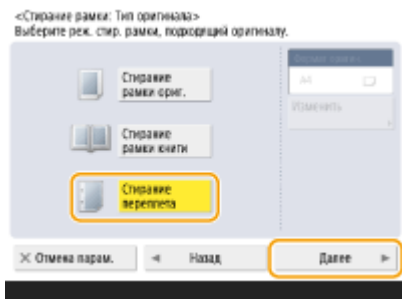 <Стирание рамки: Тип оригинала>
Выберите реж. стир. рамки, подходящий оригиналу.
Стирание
рамки ориг.
A4
Изменить
Стирание
рамки книги
Стирание
переплета
× Отмена парам.
◄ Назад
Далее ►